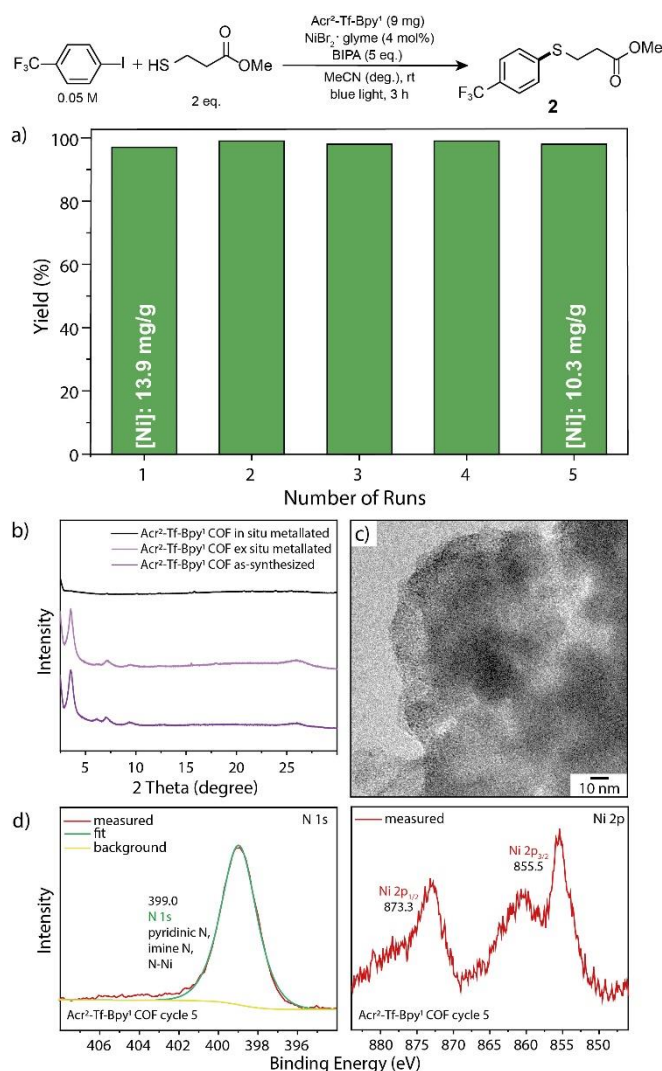 Acr²-Tf-Bpy¹ (9 mg)
NiBr₂· glyme (4 mol%)
BIPA (5 eq.)
MeCN (deg.), rt
blue light, 3 h
F₃C
I
+
HS
O
OMe
0.05 M
2 eq.
S
O
OMe
F₃C
2
a)
Yield (%)
100
80
60
40
20
0
[Ni]: 13.9 mg/g
[Ni]: 10.3 mg/g
1 2 3 4 5
Number of Runs
b)
Acr²-Tf-Bpy¹ COF in situ metallated
Acr²-Tf-Bpy¹ COF ex situ metallated
Acr²-Tf-Bpy¹ COF as-synthesized
Intensity
5 10 15 20 25
2 Theta (degree)
c)
10 nm
d)
measured
fit
background
N 1s
399.0
N 1s
pyridinic N,
imine N,
N-Ni
Intensity
Acr²-Tf-Bpy¹ COF cycle 5
406 404 402 400 398 396
measured
Ni 2p
Ni 2p₃/₂
855.5
Ni 2p₁/₂
873.3
Acr²-Tf-Bpy¹ COF cycle 5
880 875 870 865 860 855 850
Binding Energy (eV)